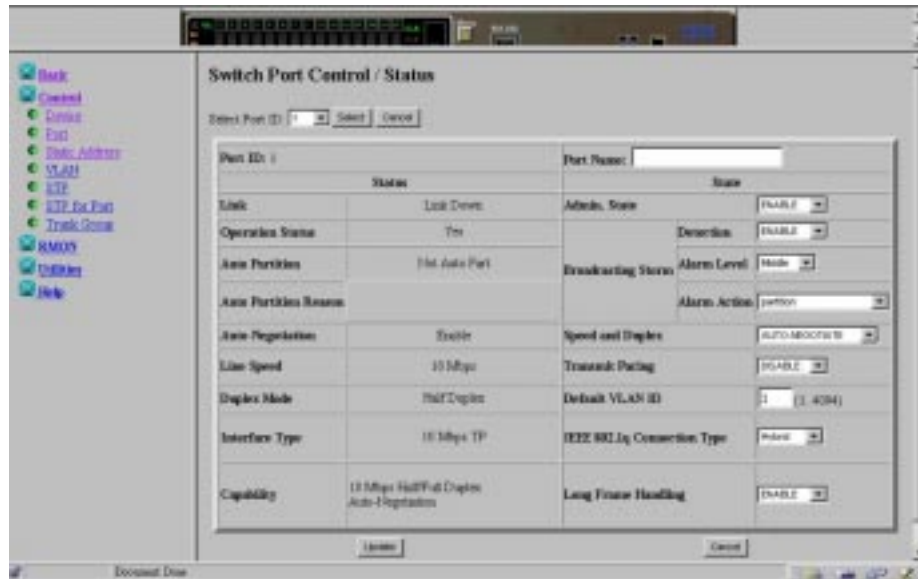 Switch Port Control / Status
Basic
Control
Device
Port
Static Address
VLAN
STP
STP for Port
Trunk Group
RMON
Utilities
Help
Select Port ID: 1 Select Cancel
Port ID: 1 Port Name:
Status State
Link Link Down Admin. State ENABLE
Operation Status Yes Detection ENABLE
Auto Partition Not Auto Part Broadcasting Storm Alarm Level Middle
Auto Partition Reason Alarm Action partition
Auto-Negotiation Enable Speed and Duplex AUTO-NEGOTIATE
Line Speed 10 Mbps Transmit Pacing DISABLE
Duplex Mode Half Duplex Default VLAN ID 1 (1..4094)
Interface Type 10 Mbps TP IEEE 802.1q Connection Type Hybrid
Capability 10 Mbps Half/Full Duplex Long Frame Handling ENABLE
Auto-Negotiation
Update Cancel
Document: Done